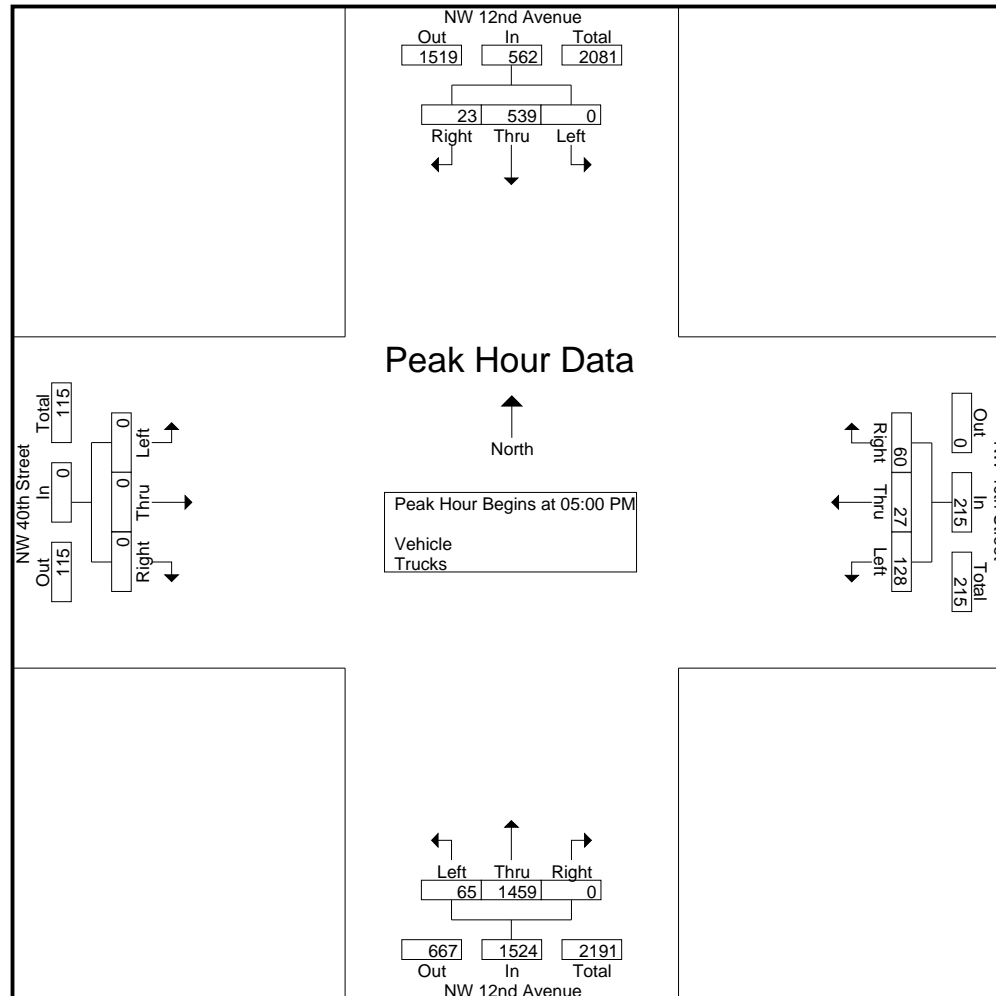 NW 12nd Avenue
Out In Total
1519 562 2081
23 539 0
Right Thru Left
Peak Hour Data
North
Peak Hour Begins at 05:00 PM
Vehicle
Trucks
NW 40th Street
Total In Out
115 0 115
0 0 0
Left Thru Right
Right Thru Left
60 27 128
Out In Total
0 215 215
Left Thru Right
65 1459 0
667 1524 2191
Out In Total
NW 12nd Avenue